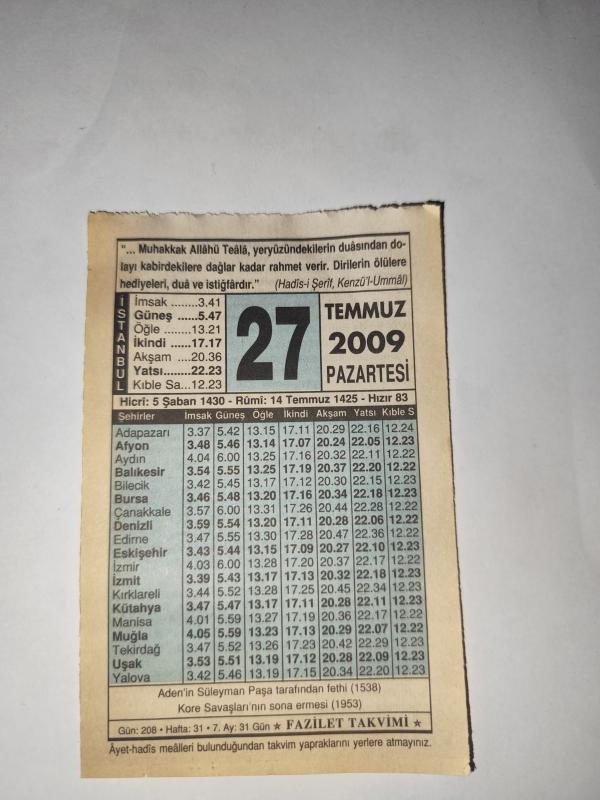 "... Muhakkak Allâhü Teâlâ, yeryüzündekilerin duâsından do-
layı kabirdekilere dağlar kadar rahmet verir. Dirilerin ölülere
hediyeleri, duâ ve istiğfârdır." (Hadîs-i Şerîf, Kenzü'l-Ummâl)
İSTANBUL
İmsak ........3.41
Güneş ......5.47
Öğle ........13.21
İkindi ......17.17
Akşam ....20.36
Yatsı........22.23
Kıble Sa...12.23
27
TEMMUZ
2009
PAZARTESİ
Hicrî: 5 Şaban 1430 - Rûmî: 14 Temmuz 1425 - Hızır 83
Şehirler İmsak Güneş Öğle İkindi Akşam Yatsı Kıble S
Adapazarı 3.37 5.42 13.15 17.11 20.29 22.16 12.24
Afyon 3.48 5.46 13.14 17.07 20.24 22.05 12.23
Aydın 4.04 6.00 13.25 17.16 20.32 22.11 12.22
Balıkesir 3.54 5.55 13.25 17.19 20.37 22.20 12.22
Bilecik 3.42 5.45 13.17 17.12 20.30 22.15 12.23
Bursa 3.46 5.48 13.20 17.16 20.34 22.18 12.23
Çanakkale 3.57 6.00 13.31 17.26 20.44 22.28 12.22
Denizli 3.59 5.54 13.20 17.11 20.28 22.06 12.22
Edirne 3.47 5.55 13.30 17.28 20.47 22.36 12.22
Eskişehir 3.43 5.44 13.15 17.09 20.27 22.10 12.23
İzmir 4.03 6.00 13.28 17.20 20.37 22.17 12.22
İzmit 3.39 5.43 13.17 17.13 20.32 22.18 12.23
Kırklareli 3.44 5.52 13.28 17.25 20.45 22.34 12.23
Kütahya 3.47 5.47 13.17 17.11 20.28 22.11 12.23
Manisa 4.01 5.59 13.27 17.19 20.36 22.17 12.22
Muğla 4.05 5.59 13.23 17.13 20.29 22.07 12.22
Tekirdağ 3.47 5.52 13.26 17.23 20.42 22.29 12.23
Uşak 3.53 5.51 13.19 17.12 20.28 22.09 12.23
Yalova 3.42 5.46 13.19 17.15 20.34 22.20 12.23
Aden'in Süleyman Paşa tarafından fethi (1538)
Kore Savaşları'nın sona ermesi (1953)
Gün: 208 • Hafta: 31 • 7. Ay: 31 Gün ★ FAZİLET TAKVİMİ ★
Âyet-hadîs meâlleri bulunduğundan takvim yapraklarını yerlere atmayınız.